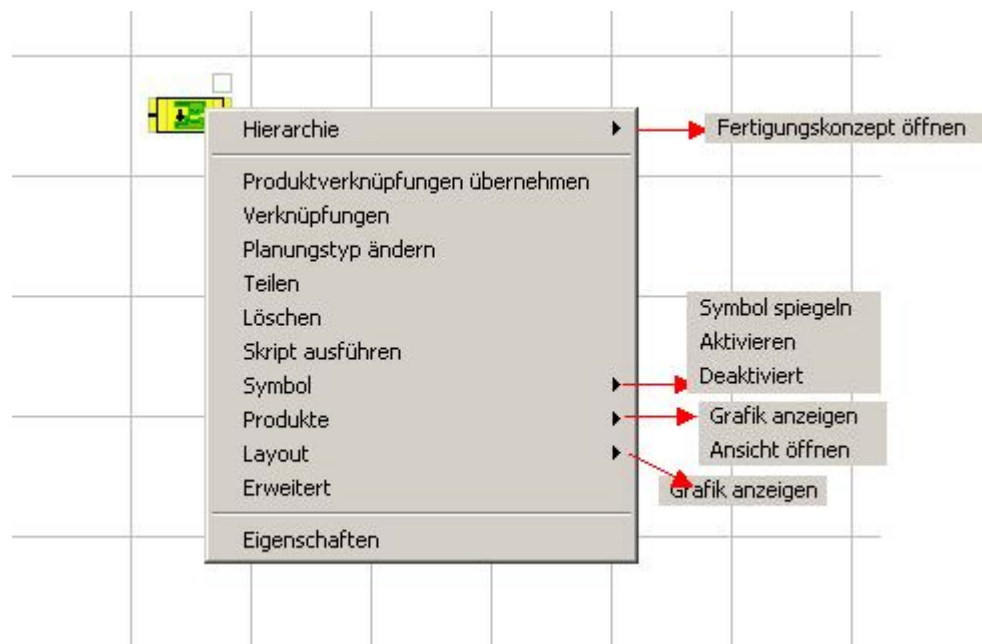 Hierarchie
Fertigungskonzept öffnen
Produktverknüpfungen übernehmen
Verknüpfungen
Planungstyp ändern
Teilen
Löschen
Skript ausführen
Symbol
Symbol spiegeln
Aktivieren
Deaktiviert
Produkte
Grafik anzeigen
Ansicht öffnen
Layout
Grafik anzeigen
Erweitert
Eigenschaften